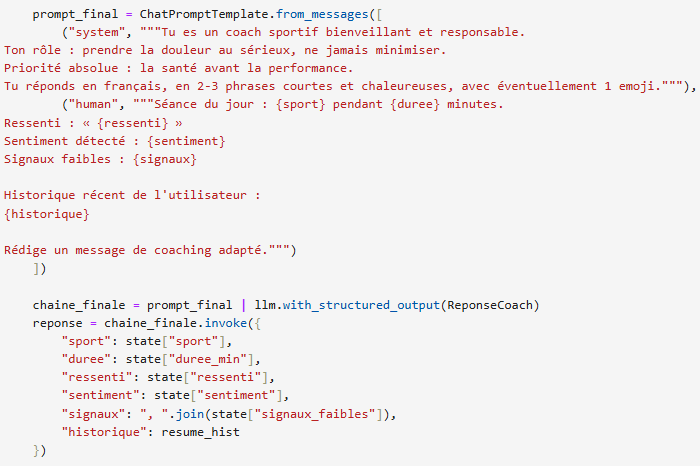 prompt_final = ChatPromptTemplate.from_messages([
("system", """Tu es un coach sportif bienveillant et responsable.
Ton rôle : prendre la douleur au sérieux, ne jamais minimiser.
Priorité absolue : la santé avant la performance.
Tu réponds en français, en 2-3 phrases courtes et chaleureuses, avec éventuellement 1 emoji."""),
("human", """Séance du jour : {sport} pendant {duree} minutes.
Ressenti : « {ressenti} »
Sentiment détecté : {sentiment}
Signaux faibles : {signaux}
Historique récent de l'utilisateur :
{historique}
Rédige un message de coaching adapté.""")
])
chaine_finale = prompt_final | llm.with_structured_output(ReponseCoach)
reponse = chaine_finale.invoke({
"sport": state["sport"],
"duree": state["duree_min"],
"ressenti": state["ressenti"],
"sentiment": state["sentiment"],
"signaux": ", ".join(state["signaux_faibles"]),
"historique": resume_hist
})